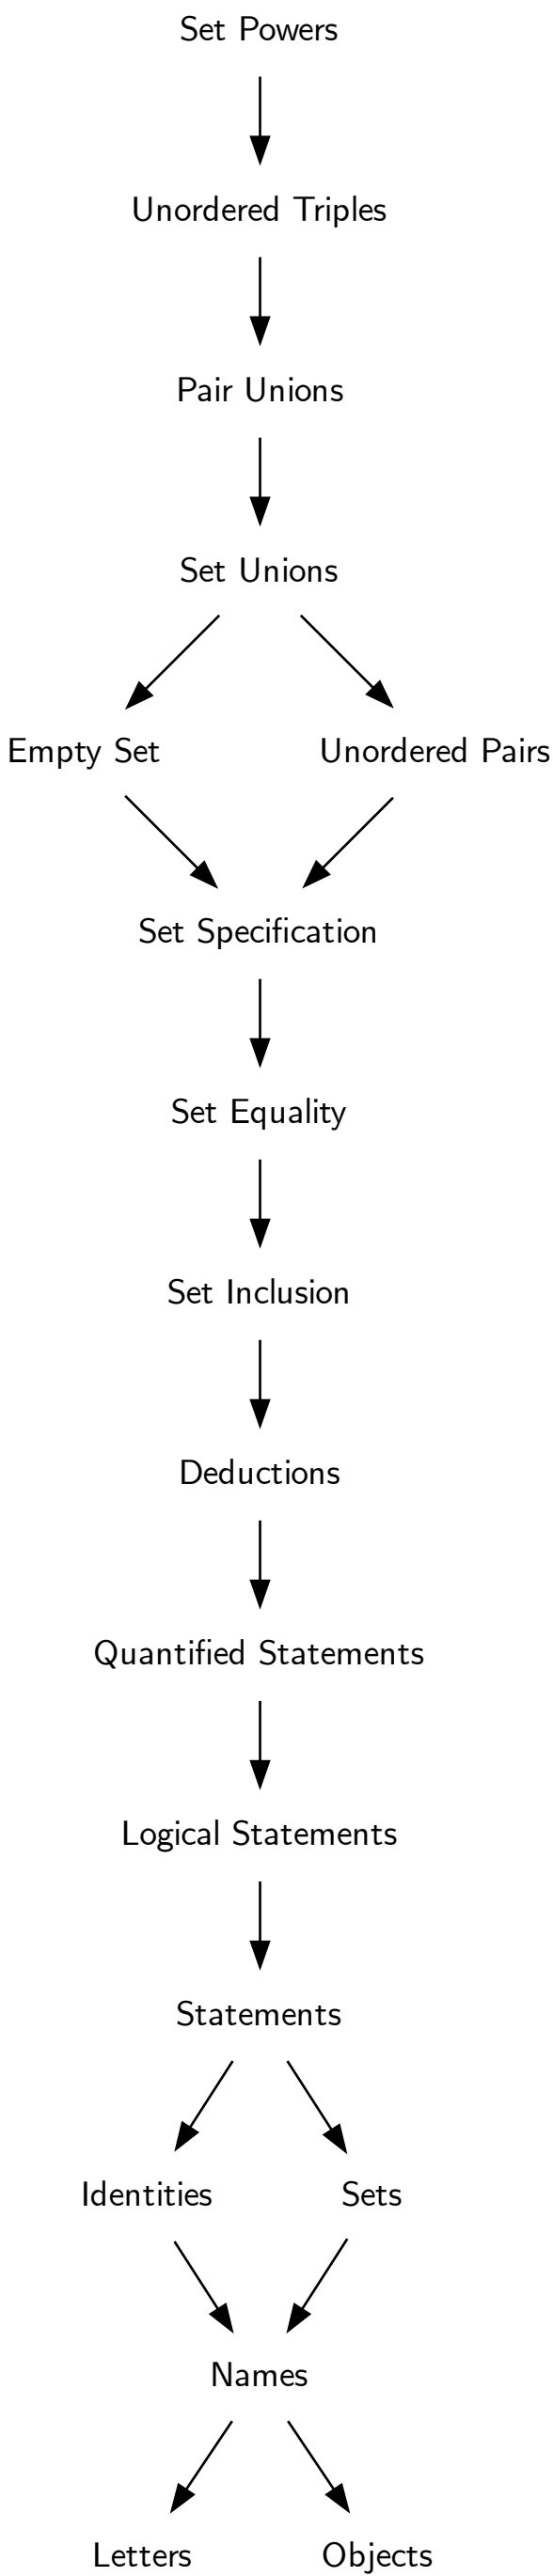 Set Powers
Unordered Triples
Pair Unions
Set Unions
Empty Set
Unordered Pairs
Set Specification
Set Equality
Set Inclusion
Deductions
Quantified Statements
Logical Statements
Statements
Identities
Sets
Names
Letters
Objects